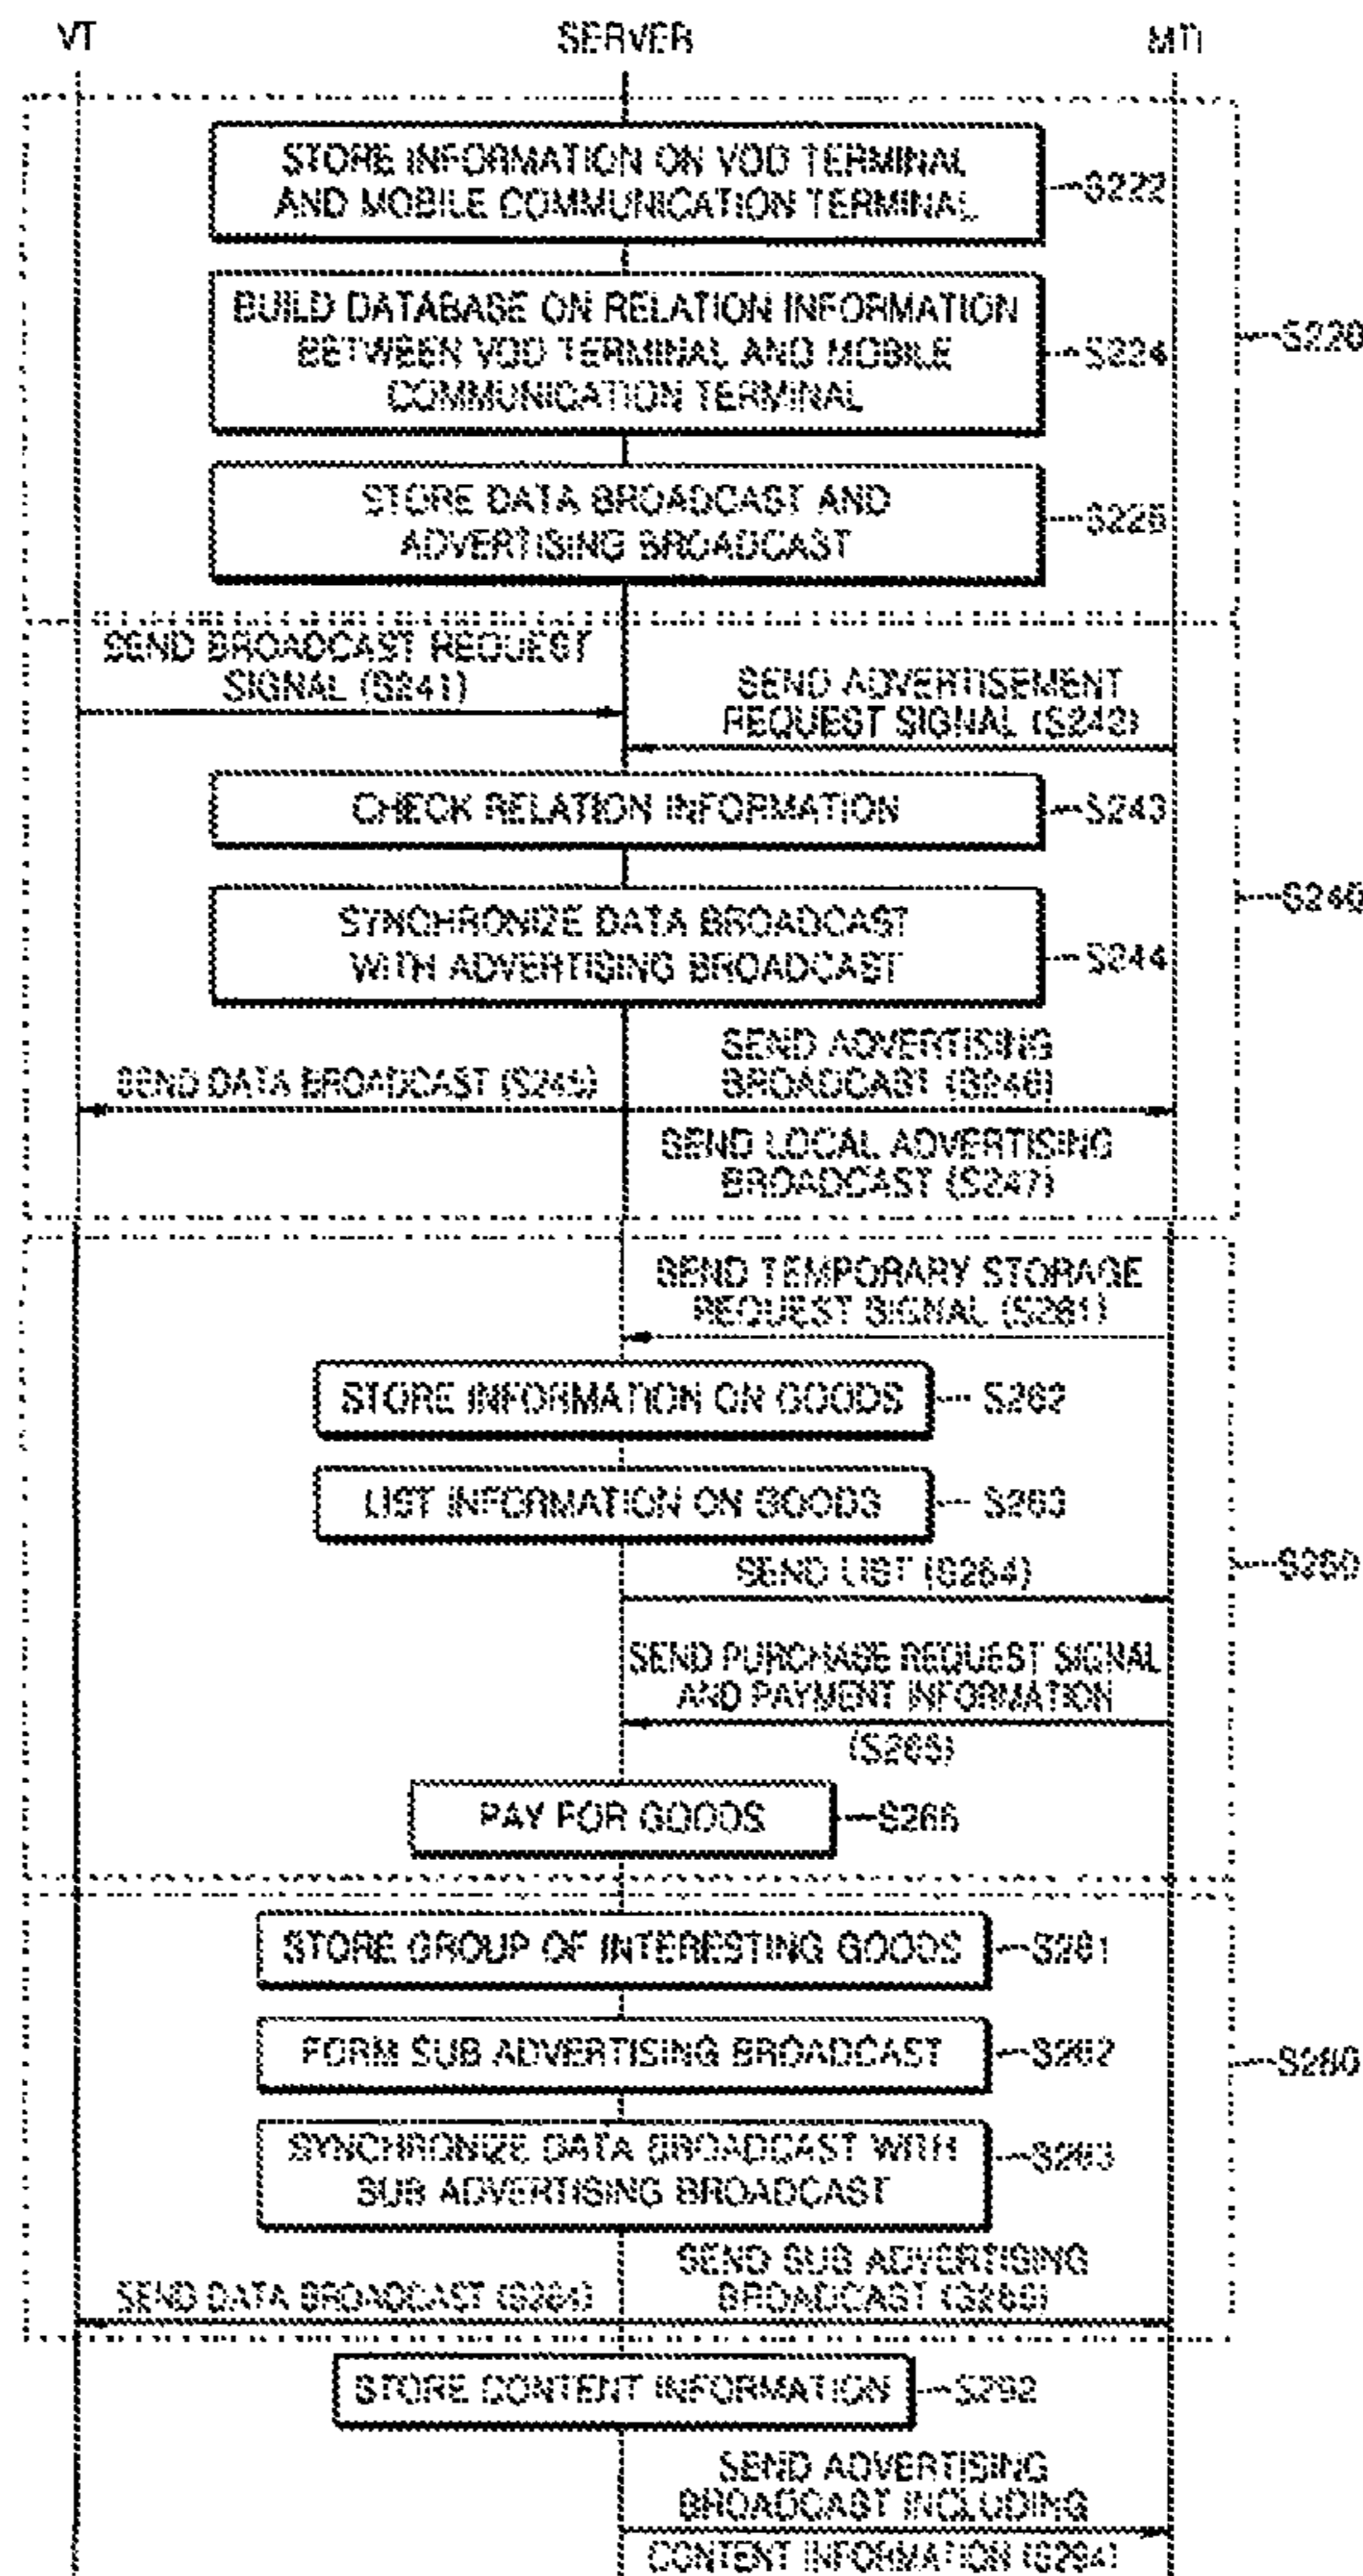 VT
SERVER
MTI
STORE INFORMATION ON VOD TERMINAL
AND MOBILE COMMUNICATION TERMINAL
S222
BUILD DATABASE ON RELATION INFORMATION
BETWEEN VOD TERMINAL AND MOBILE
COMMUNICATION TERMINAL
S224
S220
STORE DATA BROADCAST AND
ADVERTISING BROADCAST
S226
SEND BROADCAST REQUEST
SIGNAL (S241)
SEND ADVERTISEMENT
REQUEST SIGNAL (S242)
CHECK RELATION INFORMATION
S243
S240
SYNCHRONIZE DATA BROADCAST
WITH ADVERTISING BROADCAST
S244
SEND DATA BROADCAST (S245)
SEND ADVERTISING
BROADCAST (S246)
SEND LOCAL ADVERTISING
BROADCAST (S247)
SEND TEMPORARY STORAGE
REQUEST SIGNAL (S261)
STORE INFORMATION ON GOODS
S262
LIST INFORMATION ON GOODS
S263
SEND LIST (S264)
S260
SEND PURCHASE REQUEST SIGNAL
AND PAYMENT INFORMATION
(S265)
PAY FOR GOODS
S266
STORE GROUP OF INTERESTING GOODS
S281
FORM SUB ADVERTISING BROADCAST
S282
S280
SYNCHRONIZE DATA BROADCAST WITH
SUB ADVERTISING BROADCAST
S283
SEND DATA BROADCAST (S284)
SEND SUB ADVERTISING
BROADCAST (S285)
STORE CONTENT INFORMATION
S292
SEND ADVERTISING
BROADCAST INCLUDING
CONTENT INFORMATION (S294)